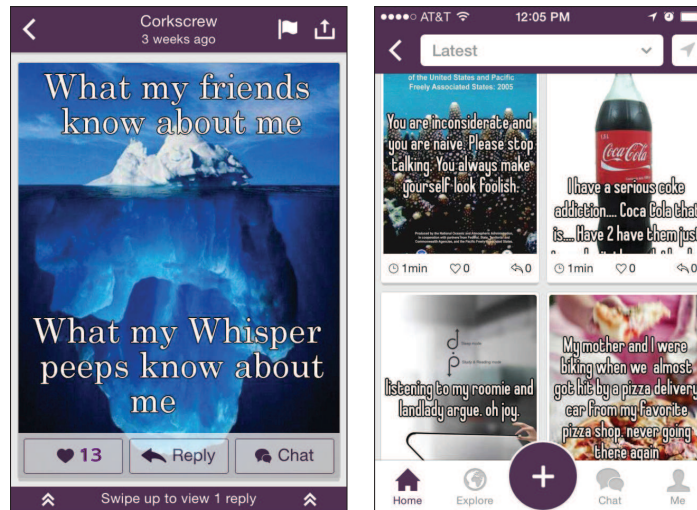 Corkscrew
3 weeks ago
What my friends
know about me
What my Whisper
peeps know about
me
13
Reply
Chat
Swipe up to view 1 reply
AT&T
12:05 PM
Latest
of the United States and Pacific
Freely Associated States: 2005
You are inconsiderate and
you are naive. Please stop
talking. You always make
yourself look foolish.
1min
0
Coca-Cola
I have a serious coke
addiction.... Coca Cola that
is.... Have 2 have them just
1min
0
0
listening to my roomie and
landlady argue. oh joy.
My mother and I were
biking when we almost
got hit by a pizza delivery
car from my favorite
pizza shop. never going
there again
Home
Explore
+
Chat
Me